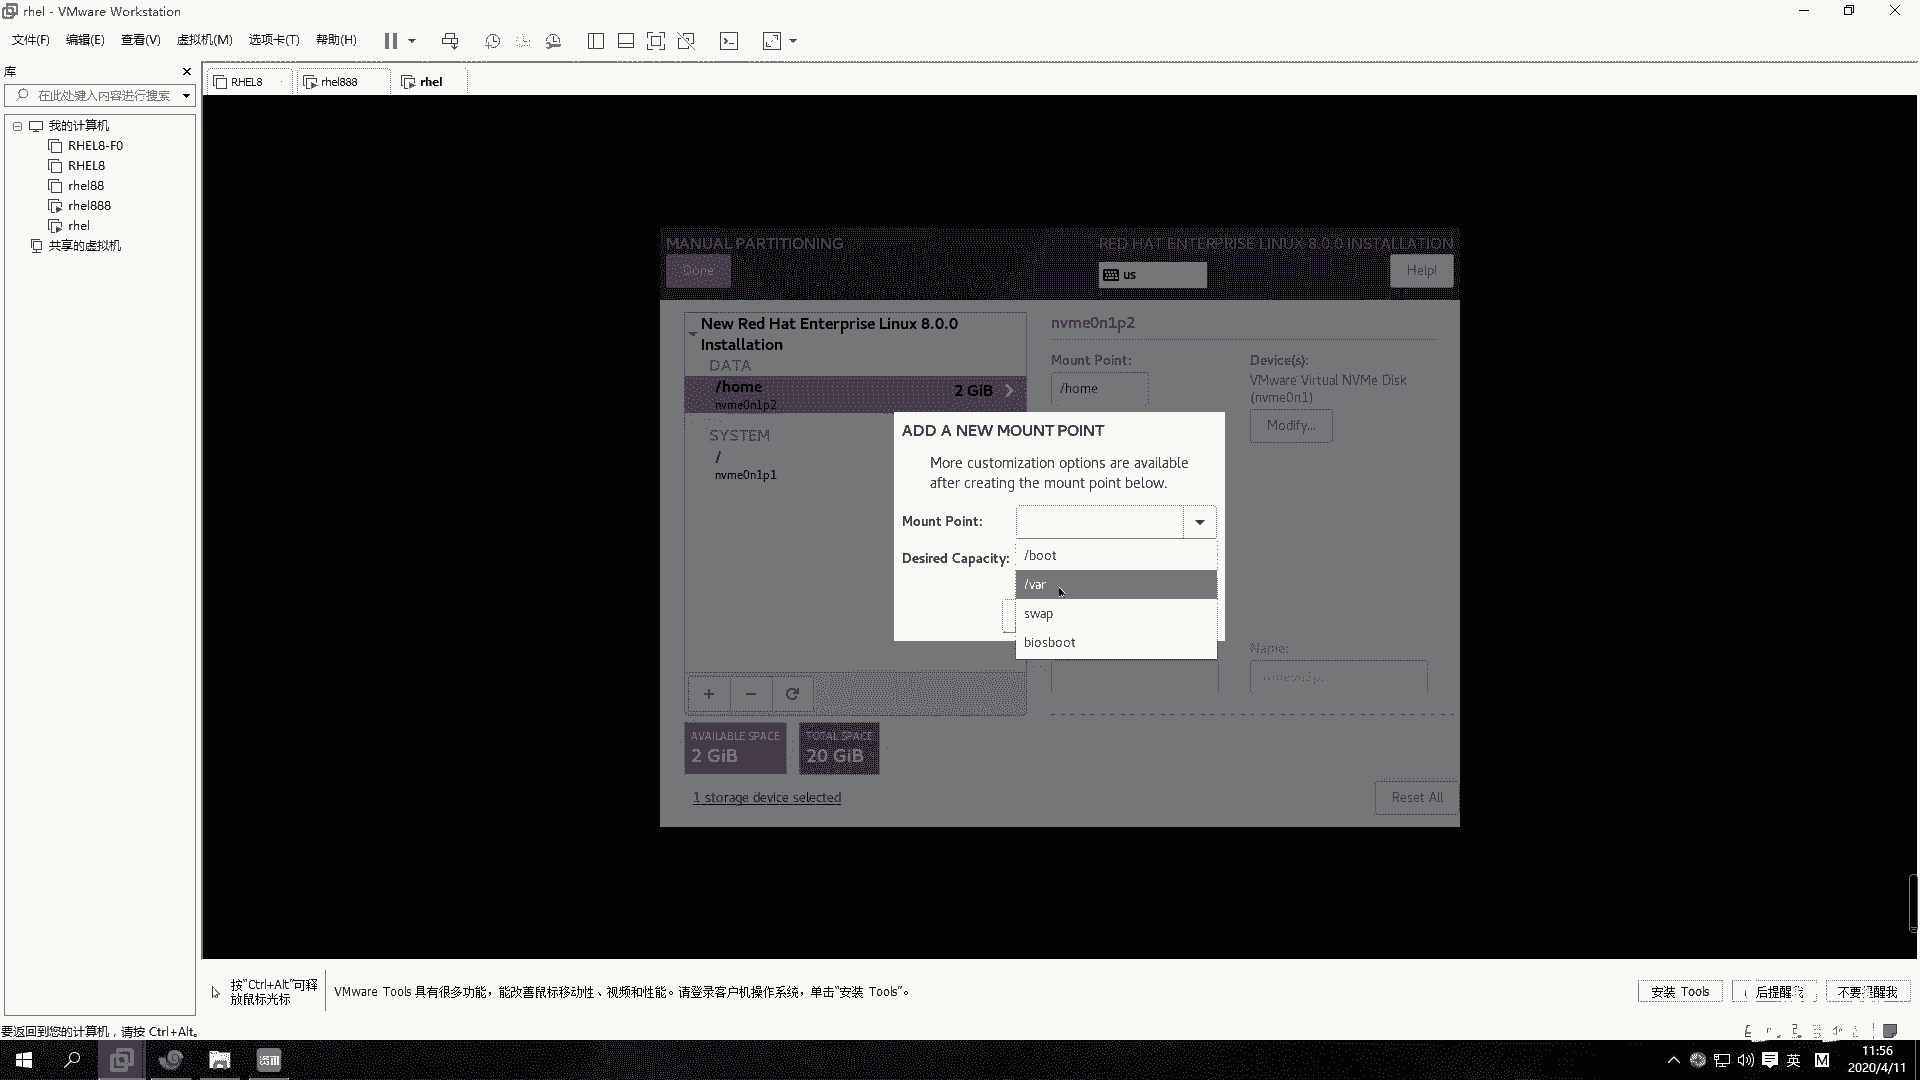 rhel - VMware Workstation
文件(F) 编辑(E) 查看(V) 虚拟机(M) 选项卡(T) 帮助(H)
库
在此处键入内容进行搜索
我的计算机
RHEL8-F0
RHEL8
rhel88
rhel888
rhel
共享的虚拟机
RHEL8 rhel888 rhel
MANUAL PARTITIONING
RED HAT ENTERPRISE LINUX 8.0.0 INSTALLATION
Done
us
Help!
New Red Hat Enterprise Linux 8.0.0
Installation
DATA
/home
2 GiB
nvme0n1p2
SYSTEM
/
nvme0n1p1
nvme0n1p2
Mount Point:
/home
Device(s):
VMware Virtual NVMe Disk
(nvme0n1)
Modify...
ADD A NEW MOUNT POINT
More customization options are available
after creating the mount point below.
Mount Point:
Desired Capacity:
/boot
/var
swap
biosboot
Name:
AVAILABLE SPACE
2 GiB
TOTAL SPACE
20 GiB
1 storage device selected
Reset All
按"Ctrl+Alt"可释
放鼠标光标
VMware Tools 具有很多功能，能改善鼠标移动性、视频和性能。请登录客户机操作系统，单击"安装 Tools"。
安装 Tools
后提醒我
不要提醒我
要返回到您的计算机，请按 Ctrl+Alt。
英
M
11:56
2020/4/11